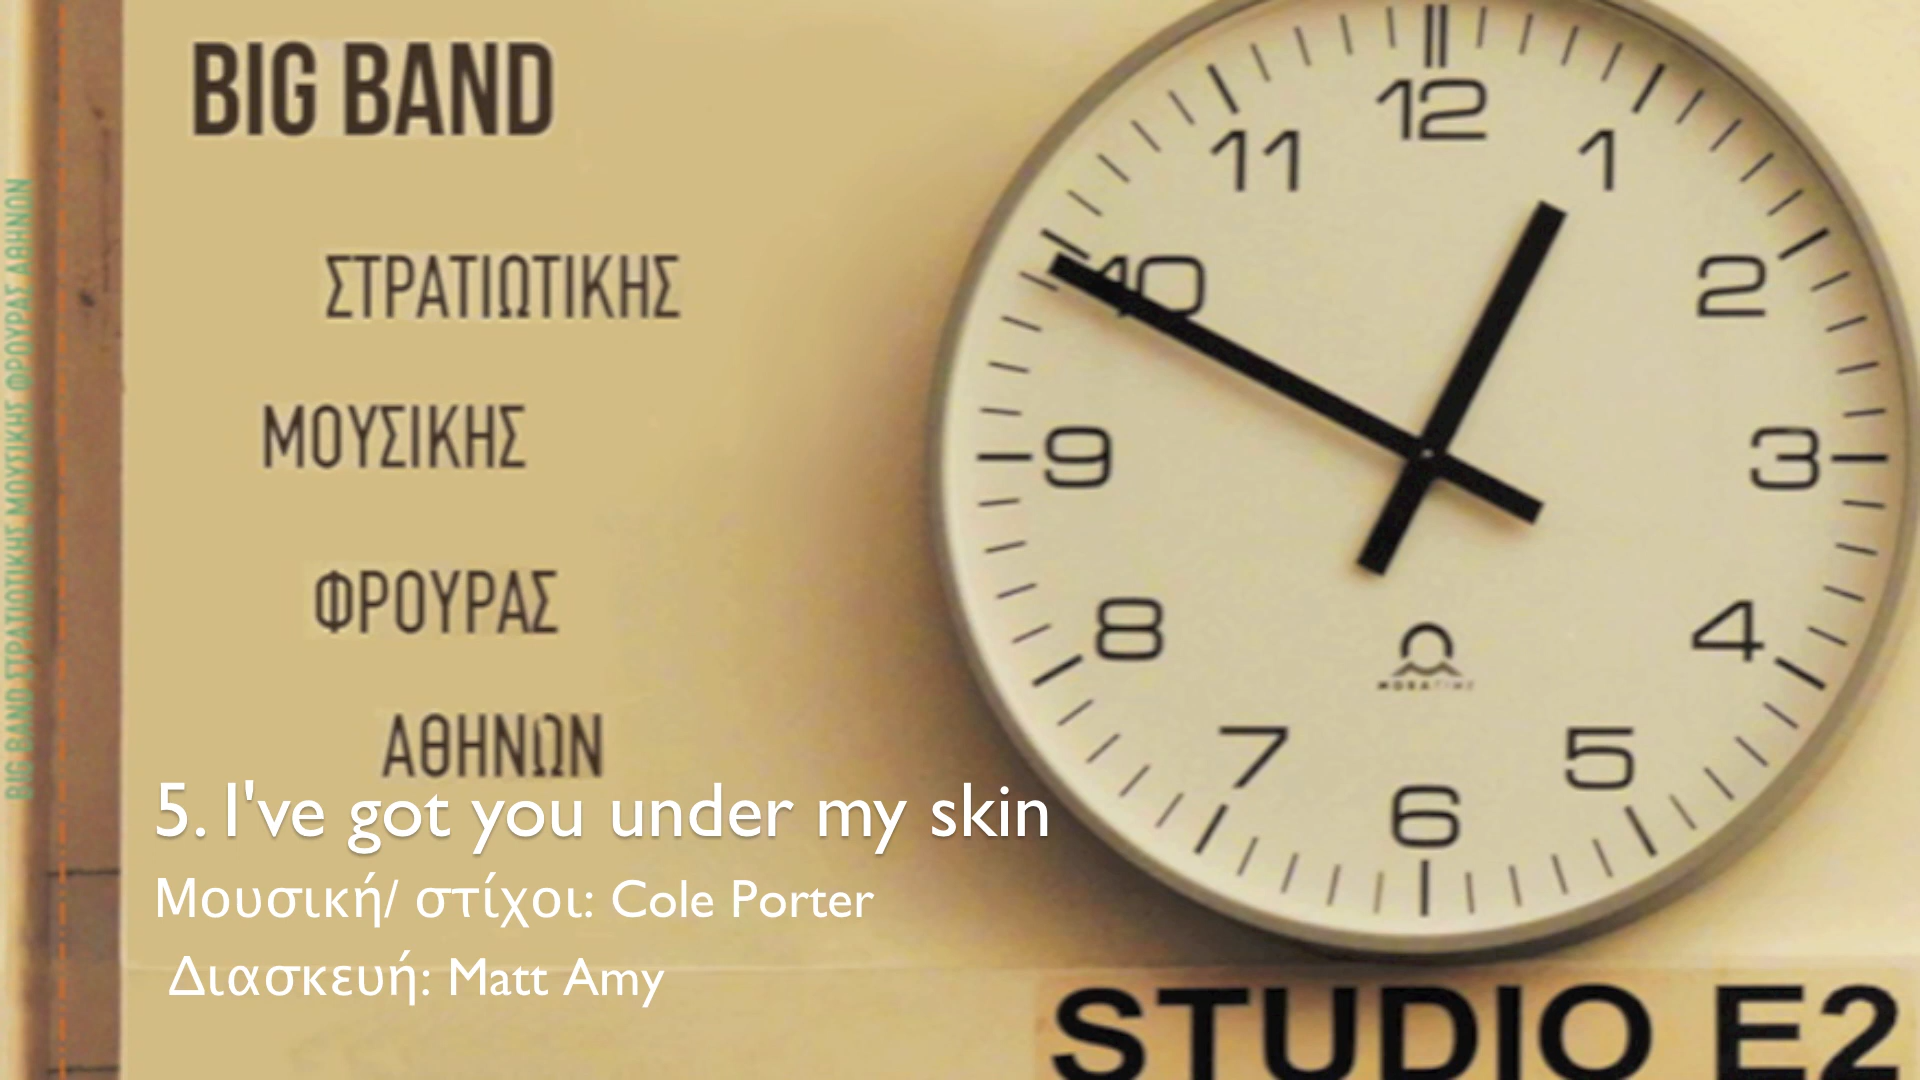 BIG BAND
ΣΤΡΑΤΙΩΤΙΚΗΣ
ΜΟΥΣΙΚΗΣ
ΦΡΟΥΡΑΣ
ΑΘΗΝΩΝ
5. I've got you under my skin
Μουσική/ στίχοι: Cole Porter
Διασκευή: Matt Amy
BIG BAND ΣΤΡΑΤΙΩΤΙΚΗΣ ΜΟΥΣΙΚΗΣ ΦΡΟΥΡΑΣ ΑΘΗΝΩΝ
12
1
2
3
4
5
6
7
8
9
10
11
MORATIME
STUDIO E2